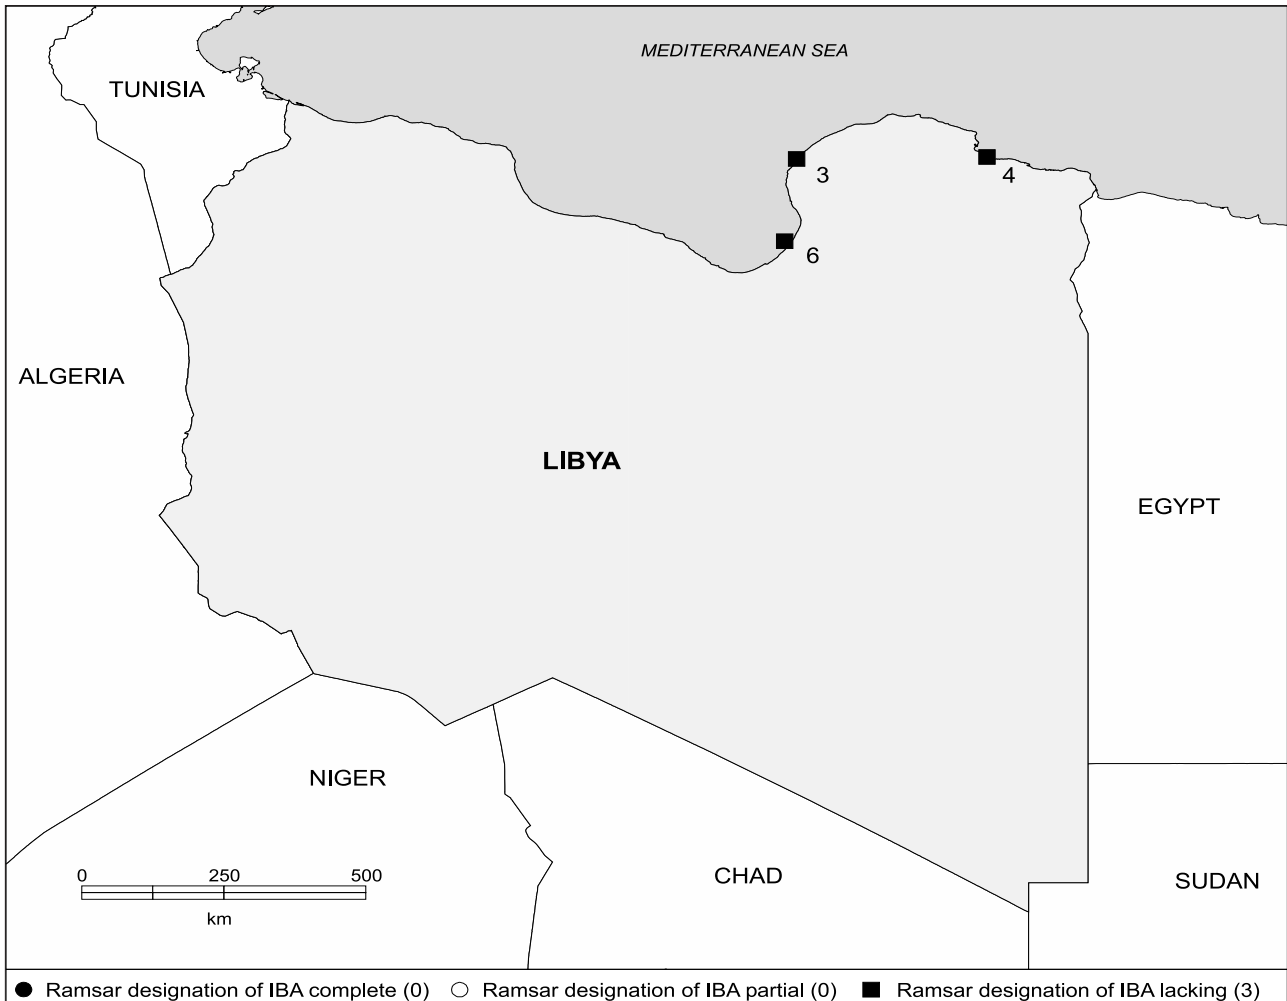 MEDITERRANEAN SEA
TUNISIA
3
4
6
ALGERIA
LIBYA
EGYPT
NIGER
CHAD
SUDAN
0 250 500
km
Ramsar designation of IBA complete (0) Ramsar designation of IBA partial (0) Ramsar designation of IBA lacking (3)